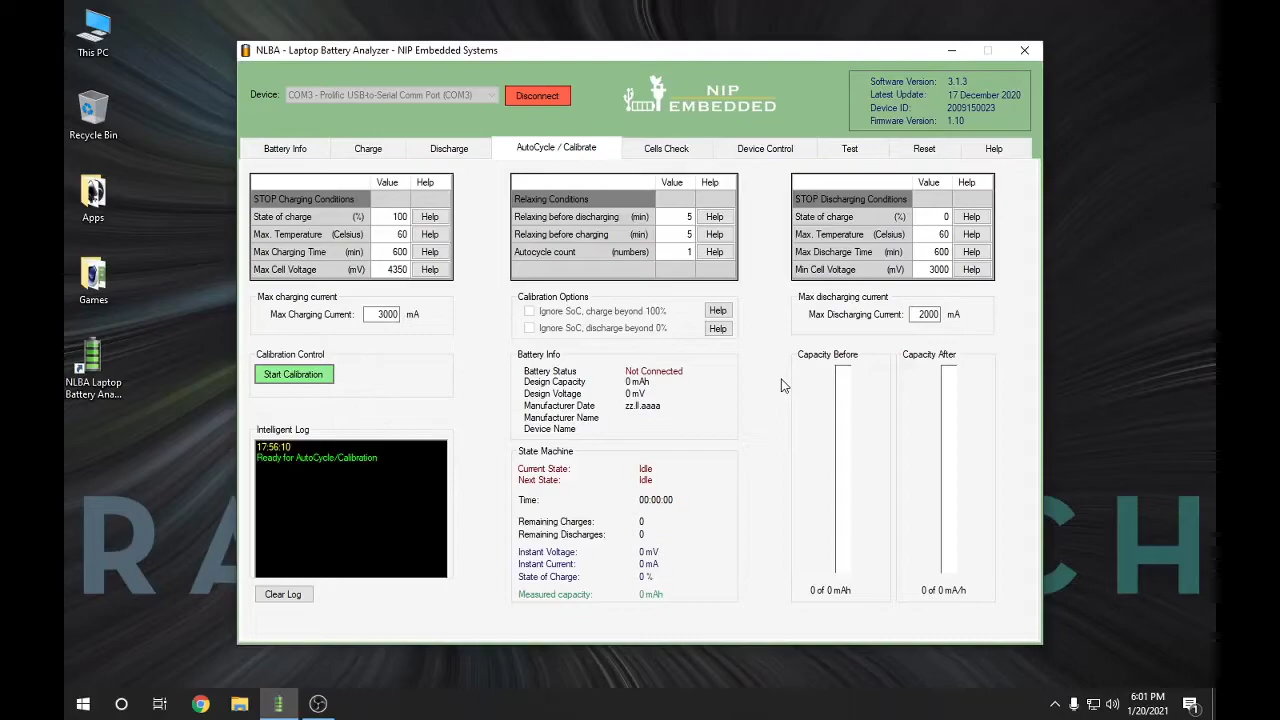 This PC
Recycle Bin
Apps
Games
NLBA Laptop
Battery Ana...
NLBA - Laptop Battery Analyzer - NIP Embedded Systems
Device: COM3 - Prolific USB-to-Serial Comm Port (COM3) Disconnect
NIP
EMBEDDED
Software Version: 3.1.3
Latest Update: 17 December 2020
Device ID: 2009150023
Firmware Version: 1.10
Battery Info Charge Discharge AutoCycle / Calibrate Cells Check Device Control Test Reset Help
Value Help
STOP Charging Conditions
State of charge (%) 100 Help
Max. Temperature (Celsius) 60 Help
Max Charging Time (min) 600 Help
Max Cell Voltage (mV) 4350 Help
Max charging current
Max Charging Current: 3000 mA
Calibration Control
Start Calibration
Intelligent Log
17:56:10
Ready for AutoCycle/Calibration
Clear Log
Value Help
Relaxing Conditions
Relaxing before discharging (min) 5 Help
Relaxing before charging (min) 5 Help
Autocycle count (numbers) 1 Help
Calibration Options
Ignore SoC, charge beyond 100% Help
Ignore SoC, discharge beyond 0% Help
Battery Info
Battery Status Not Connected
Design Capacity 0 mAh
Design Voltage 0 mV
Manufacturer Date zz.ll.aaaa
Manufacturer Name
Device Name
State Machine
Current State: Idle
Next State: Idle
Time: 00:00:00
Remaining Charges: 0
Remaining Discharges: 0
Instant Voltage: 0 mV
Instant Current: 0 mA
State of Charge: 0 %
Measured capacity: 0 mAh
Value Help
STOP Discharging Conditions
State of charge (%) 0 Help
Max. Temperature (Celsius) 60 Help
Max Discharge Time (min) 600 Help
Min Cell Voltage (mV) 3000 Help
Max discharging current
Max Discharging Current: 2000 mA
Capacity Before Capacity After
0 of 0 mAh 0 of 0 mA/h
6:01 PM
1/20/2021
1